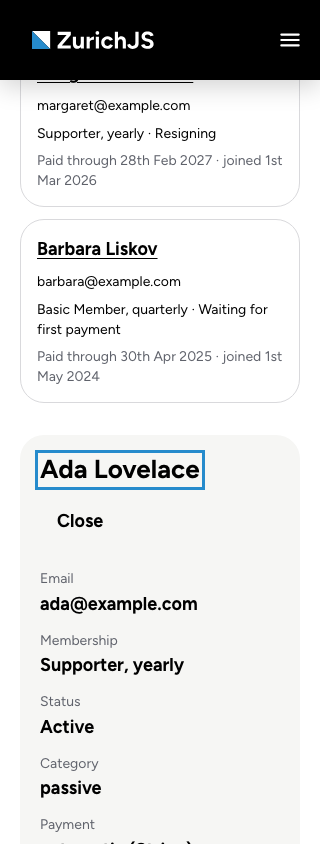 ZurichJS
margaret@example.com
Supporter, yearly · Resigning
Paid through 28th Feb 2027 · joined 1st
Mar 2026
Barbara Liskov
barbara@example.com
Basic Member, quarterly · Waiting for
first payment
Paid through 30th Apr 2025 · joined 1st
May 2024
Ada Lovelace
Close
Email
ada@example.com
Membership
Supporter, yearly
Status
Active
Category
passive
Payment